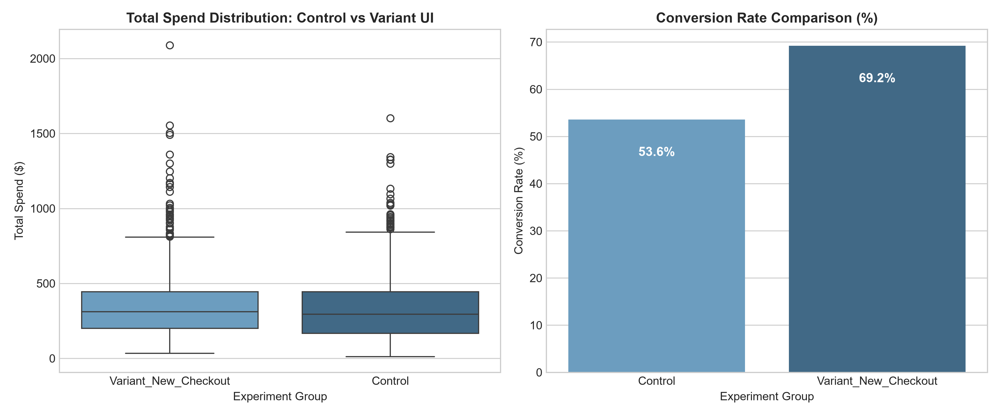 Total Spend Distribution: Control vs Variant UI
Total Spend ($)
2000
1500
1000
500
0
Variant_New_Checkout
Control
Experiment Group
Conversion Rate Comparison (%)
Conversion Rate (%)
70
60
50
40
30
20
10
0
53.6%
69.2%
Control
Variant_New_Checkout
Experiment Group